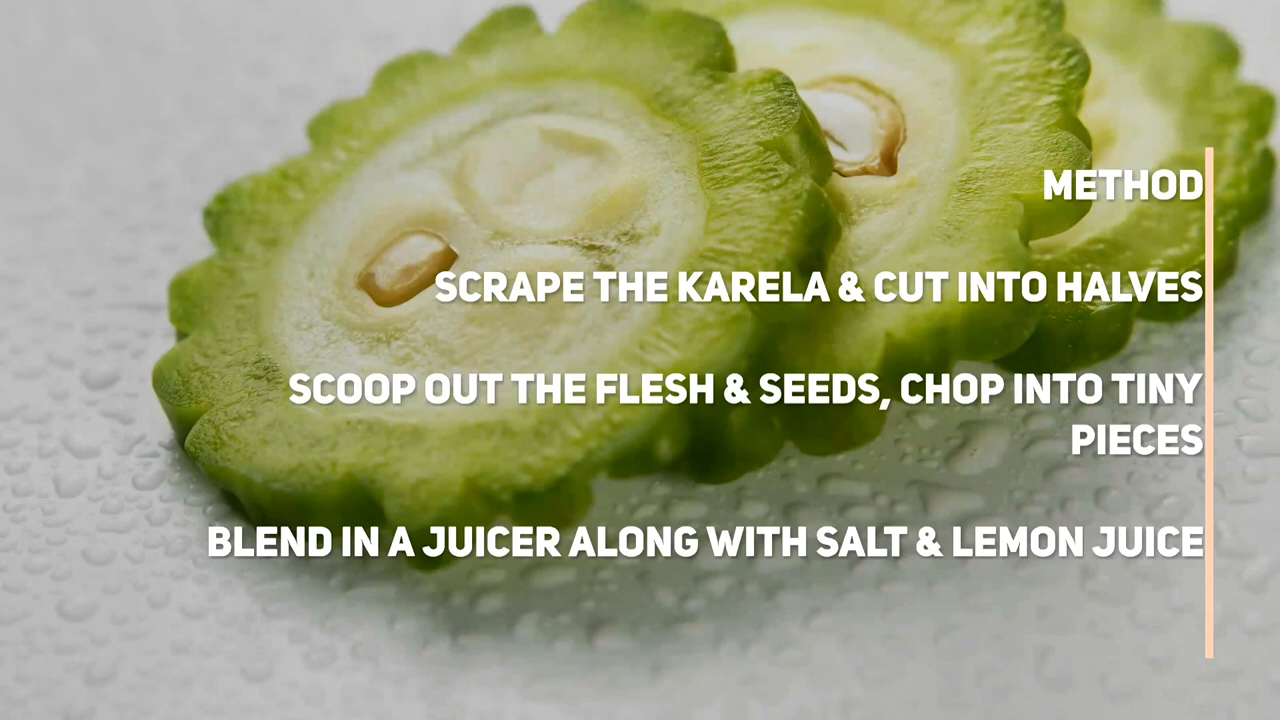 METHOD
SCRAPE THE KARELA & CUT INTO HALVES
SCOOP OUT THE FLESH & SEEDS, CHOP INTO TINY
PIECES
BLEND IN A JUICER ALONG WITH SALT & LEMON JUICE